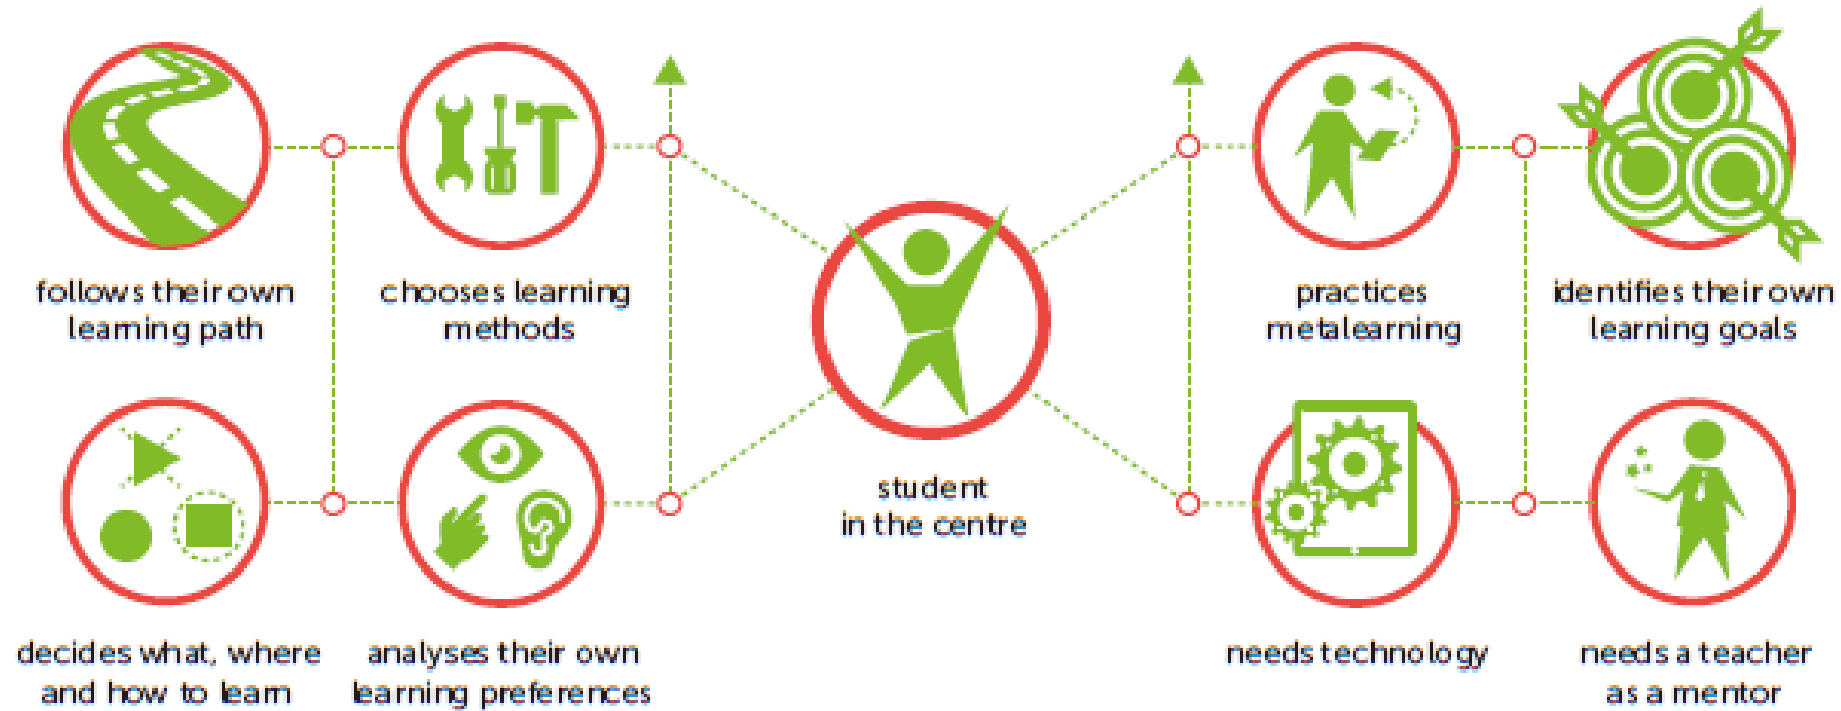 follows their own
learning path
chooses learning
methods
practices
metalearning
identifies their own
learning goals
student
in the centre
decides what, where
and how to learn
analyses their own
learning preferences
needs technology
needs a teacher
as a mentor